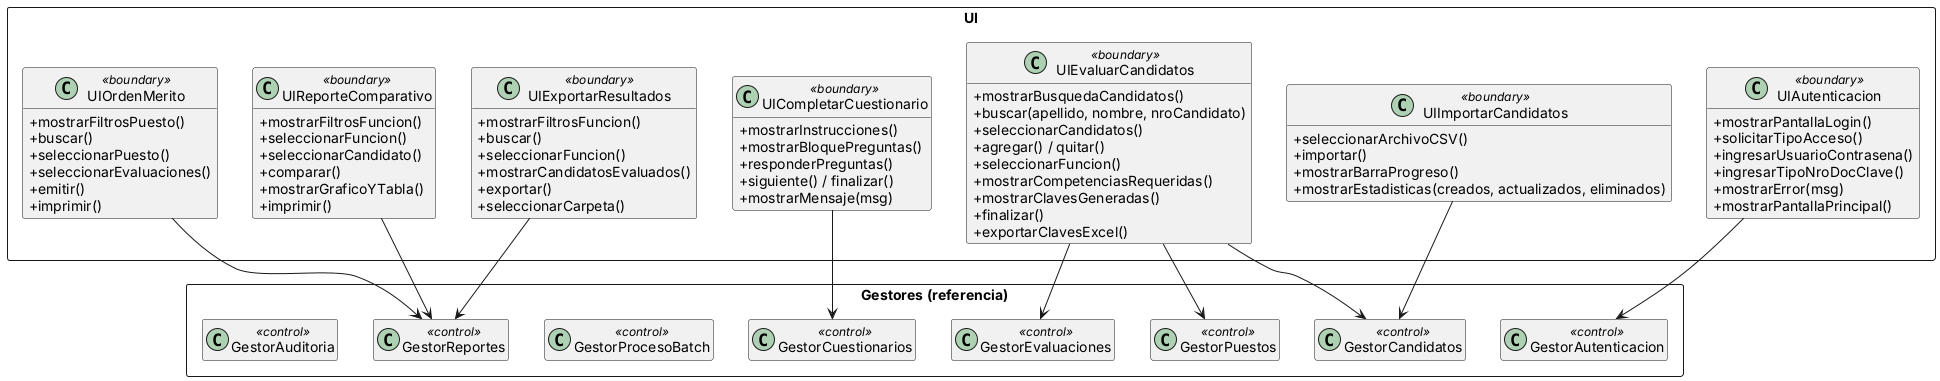 UI
«boundary»
UIOrdenMerito
+mostrarFiltrosPuesto()
+buscar()
+seleccionarPuesto()
+seleccionarEvaluaciones()
+emitir()
+imprimir()
«boundary»
UIReporteComparativo
+mostrarFiltrosFuncion()
+seleccionarFuncion()
+seleccionarCandidato()
+comparar()
+mostrarGraficoYTabla()
+imprimir()
«boundary»
UIExportarResultados
+mostrarFiltrosFuncion()
+buscar()
+seleccionarFuncion()
+mostrarCandidatosEvaluados()
+exportar()
+seleccionarCarpeta()
«boundary»
UICompletarCuestionario
+mostrarInstrucciones()
+mostrarBloquePreguntas()
+responderPreguntas()
+siguiente() / finalizar()
+mostrarMensaje(msg)
«boundary»
UIEvaluarCandidatos
+mostrarBusquedaCandidatos()
+buscar(apellido, nombre, nroCandidato)
+seleccionarCandidatos()
+agregar() / quitar()
+seleccionarFuncion()
+mostrarCompetenciasRequeridas()
+mostrarClavesGeneradas()
+finalizar()
+exportarClavesExcel()
«boundary»
UIImportarCandidatos
+seleccionarArchivoCSV()
+importar()
+mostrarBarraProgreso()
+mostrarEstadisticas(creados, actualizados, eliminados)
«boundary»
UIAutenticacion
+mostrarPantallaLogin()
+solicitarTipoAcceso()
+ingresarUsuarioContrasena()
+ingresarTipoNroDocClave()
+mostrarError(msg)
+mostrarPantallaPrincipal()
Gestores (referencia)
«control»
GestorAuditoria
«control»
GestorReportes
«control»
GestorProcesoBatch
«control»
GestorCuestionarios
«control»
GestorEvaluaciones
«control»
GestorPuestos
«control»
GestorCandidatos
«control»
GestorAutenticacion